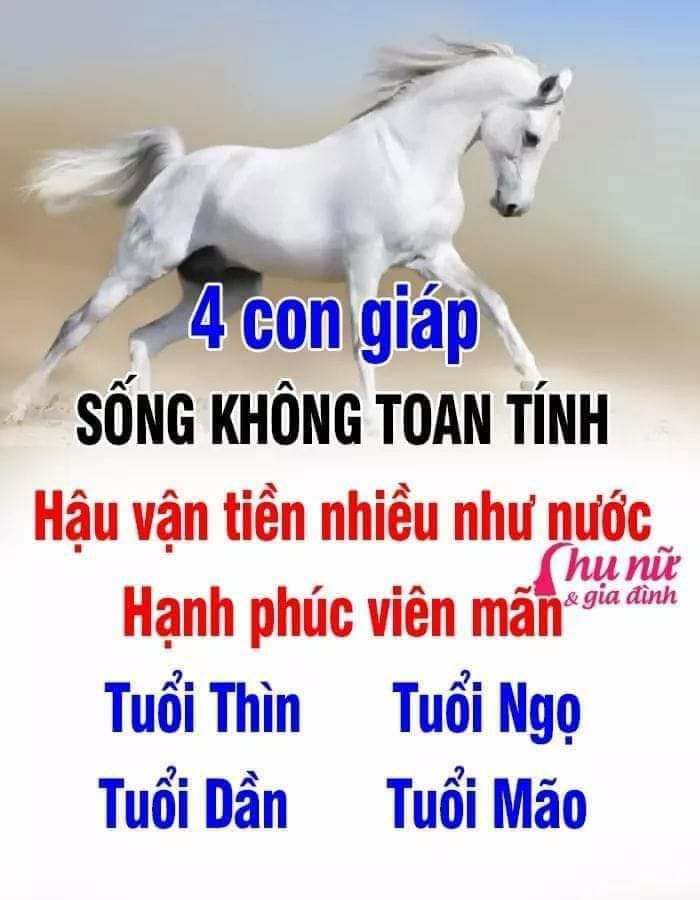 4 con giáp
SỐNG KHÔNG TOAN TÍNH
Hậu vận tiền nhiều như nước
Phụ nữ
& gia đình
Hạnh phúc viên mãn
Tuổi Thìn Tuổi Ngọ
Tuổi Dần Tuổi Mão